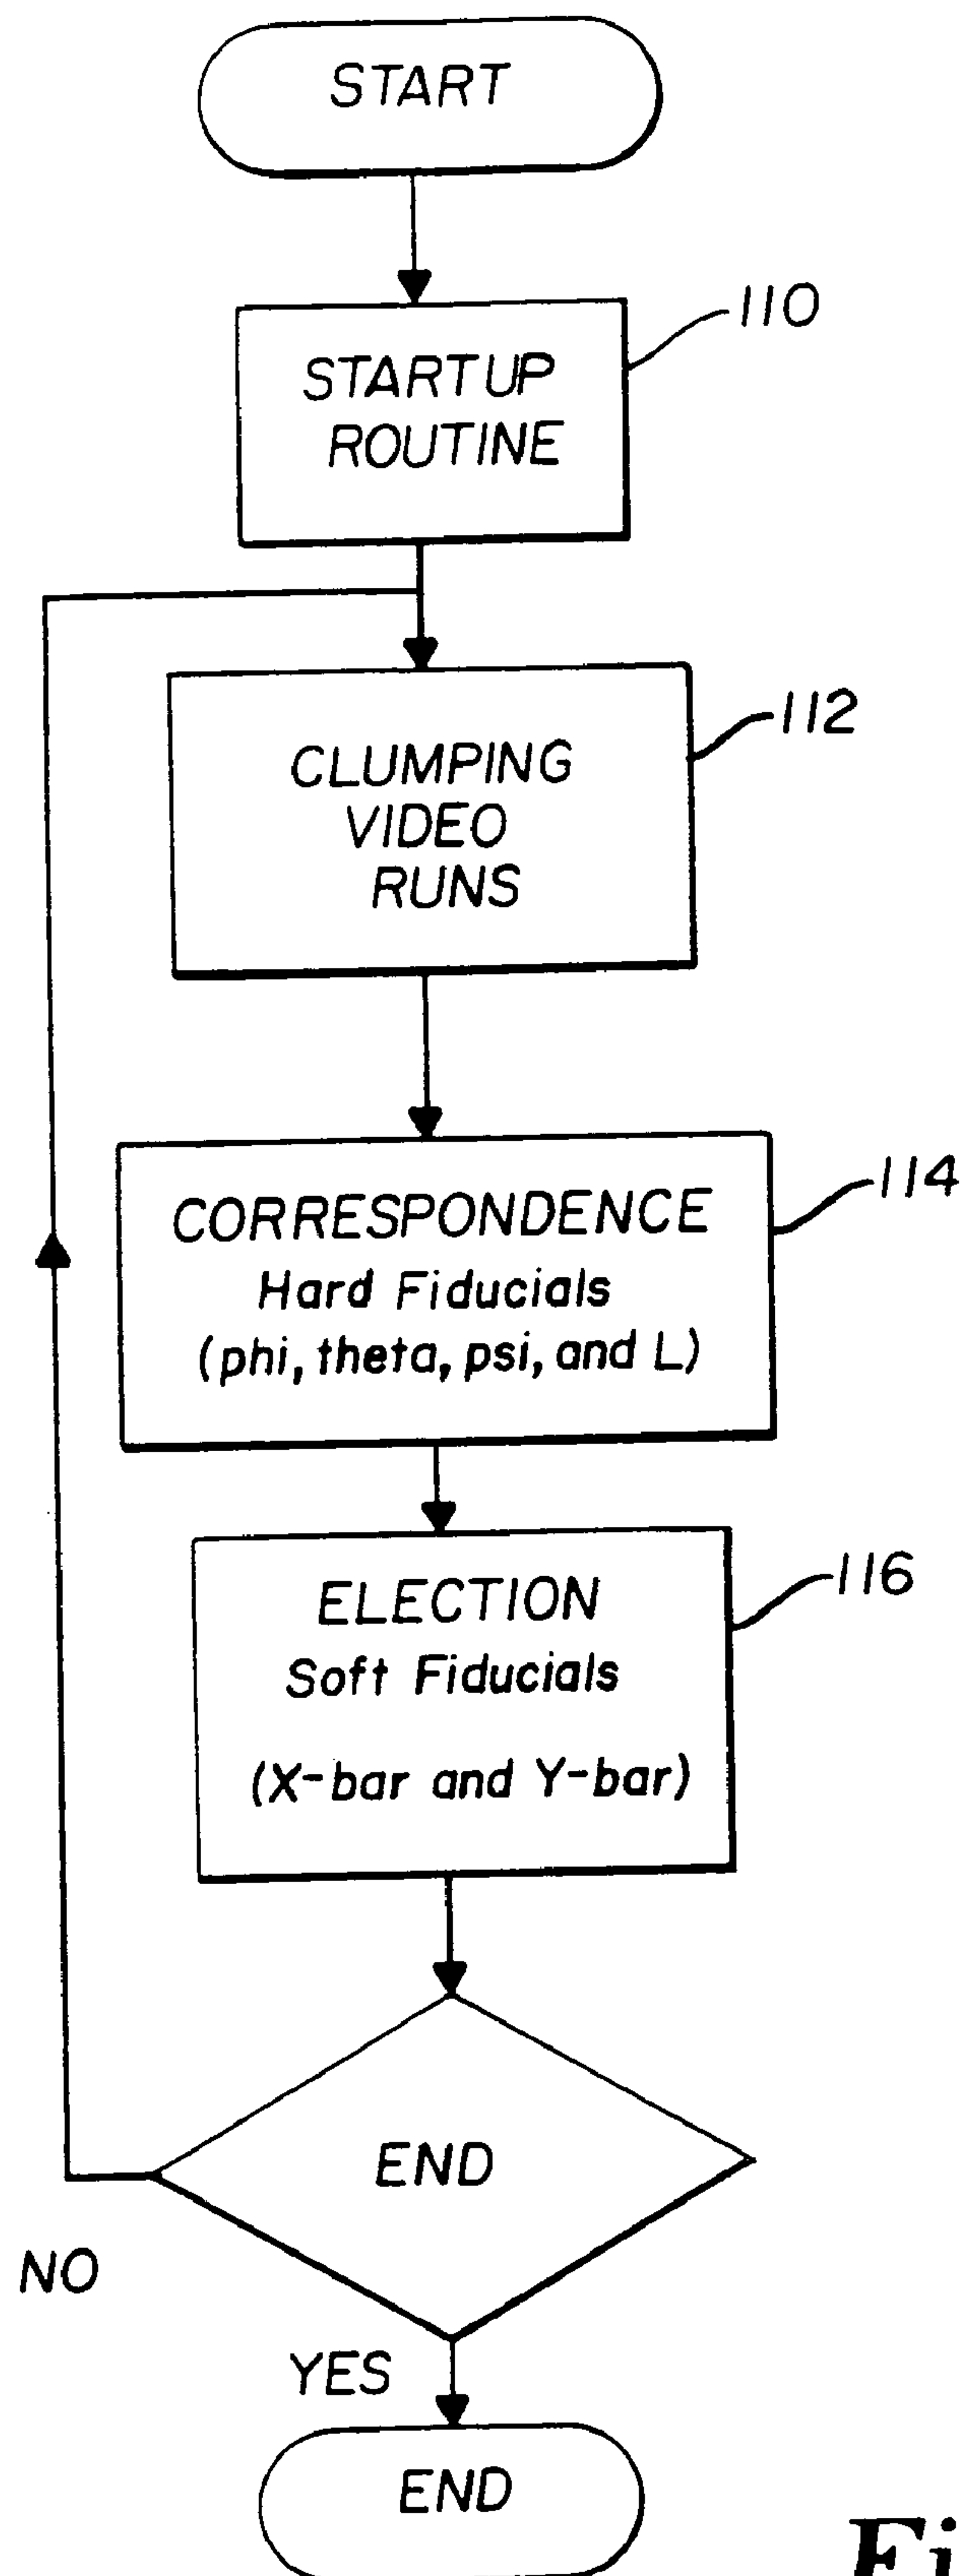 START
110
STARTUP
ROUTINE
112
CLUMPING
VIDEO
RUNS
114
CORRESPONDENCE
Hard Fiducials
(phi, theta, psi, and L)
116
ELECTION
Soft Fiducials
(X-bar and Y-bar)
END
NO
YES
END